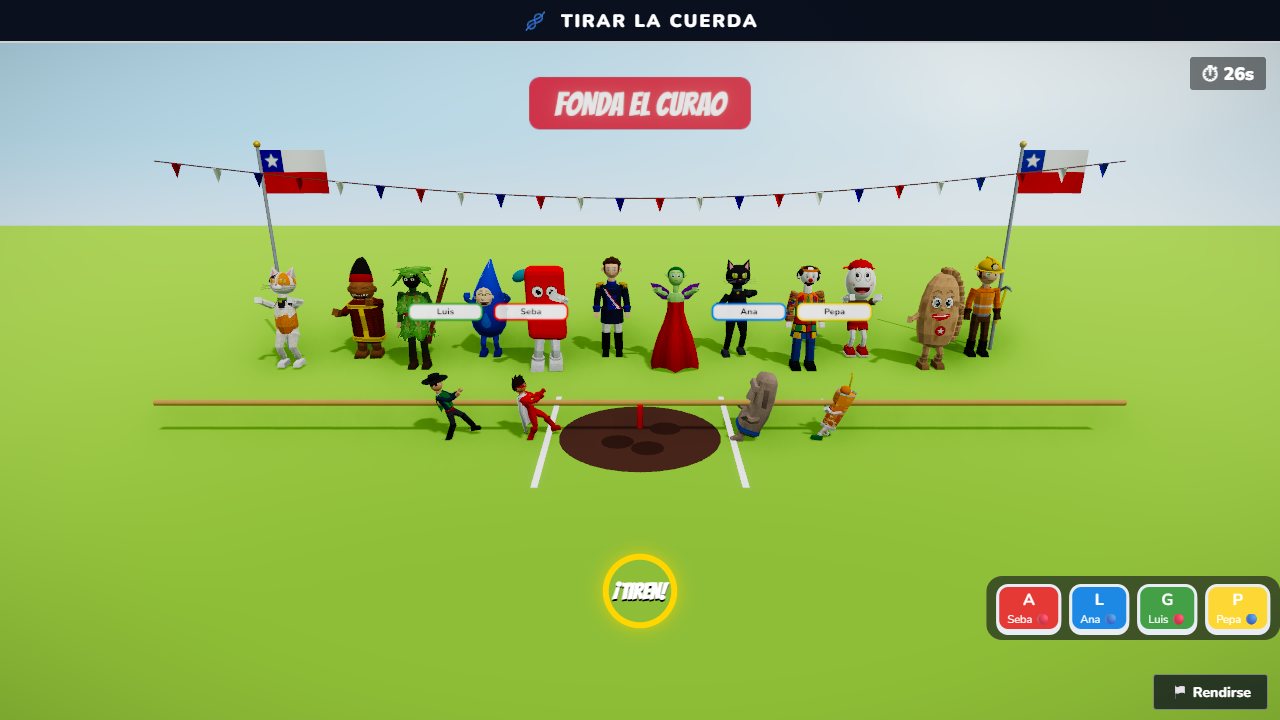 TIRAR LA CUERDA
26s
FONDA EL CURAO
Luis
Seba
Ana
Pepa
¡TIREN!
A
Seba
L
Ana
G
Luis
P
Pepa
Rendirse